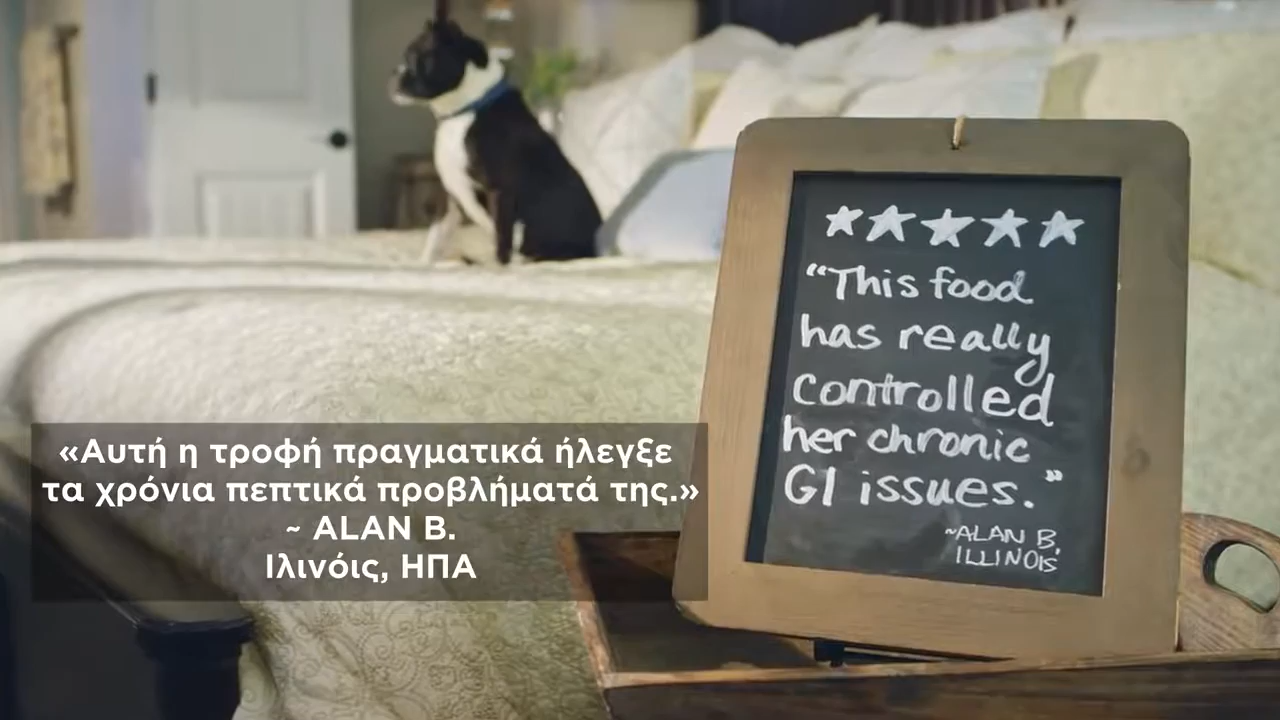 “This food
has really
controlled
her chronic
GI issues.”
~ALAN B.
ILLINOIS
«Αυτή η τροφή πραγματικά ήλεγξε
τα χρόνια πεπτικά προβλήματά της.»
~ ALAN B.
Ιλινόις, ΗΠΑ